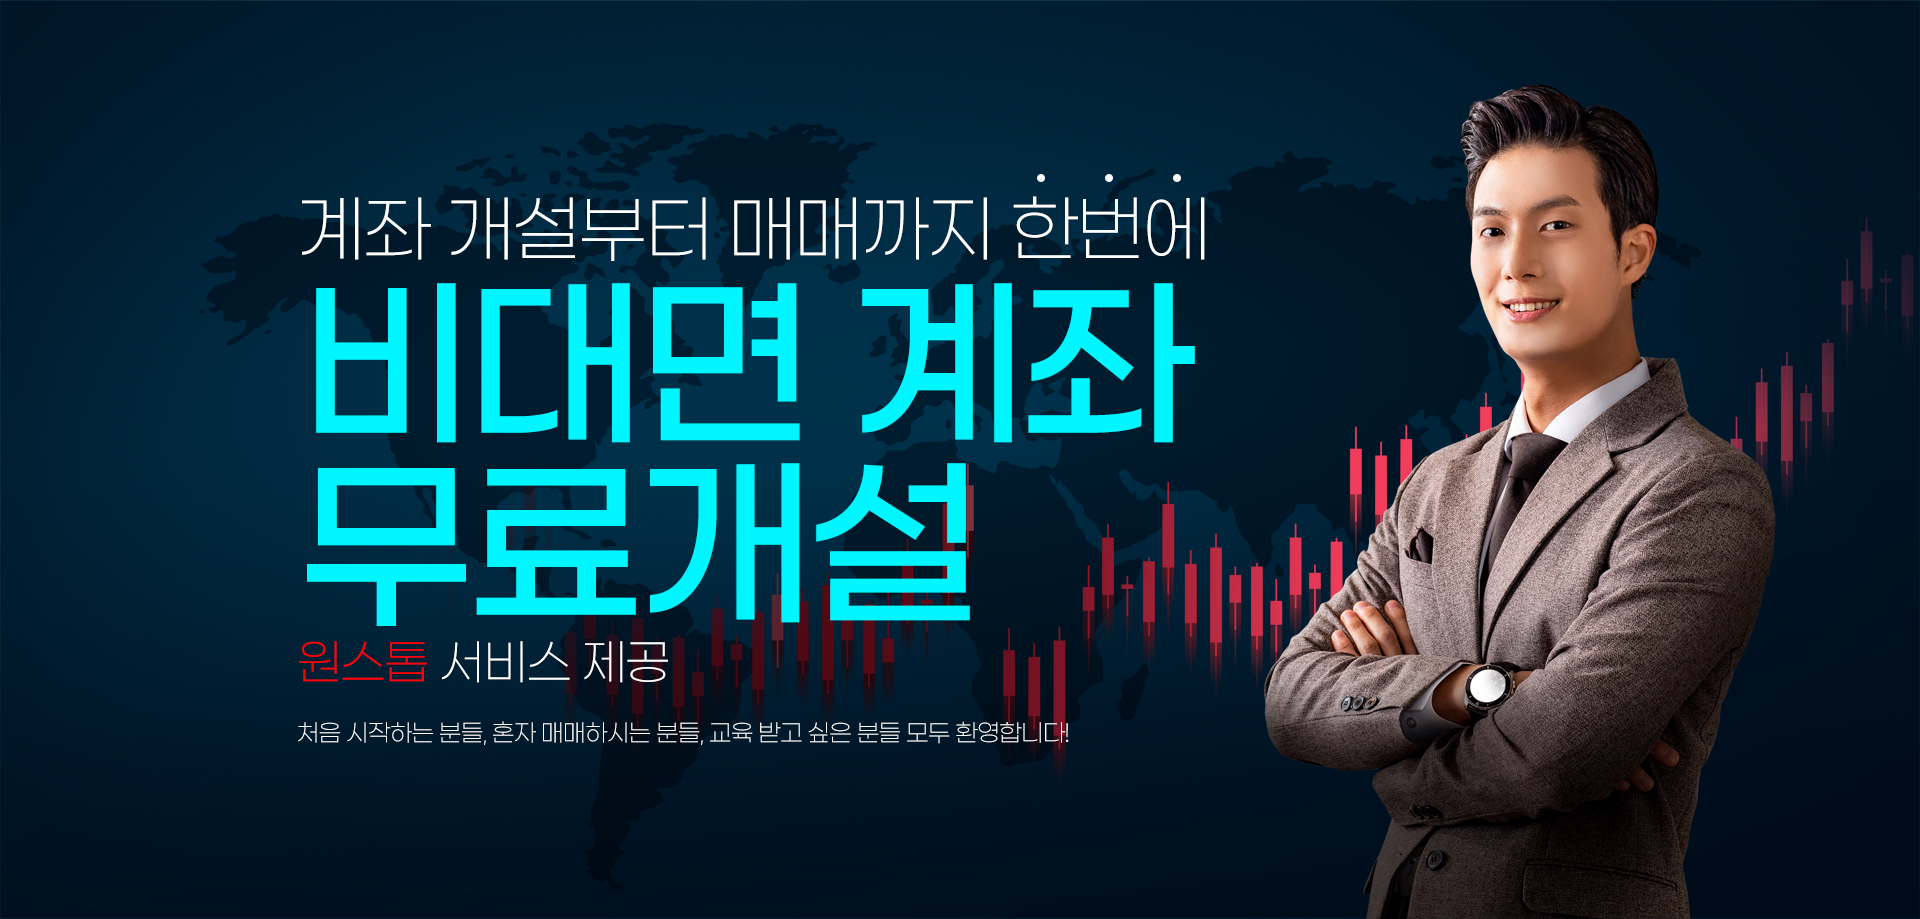 계좌 개설부터 매매까지 한번에
비대면 계좌
무료개설
원스톱 서비스 제공
처음 시작하는 분들, 혼자 매매하시는 분들, 교육 받고 싶은 분들 모두 환영합니다!